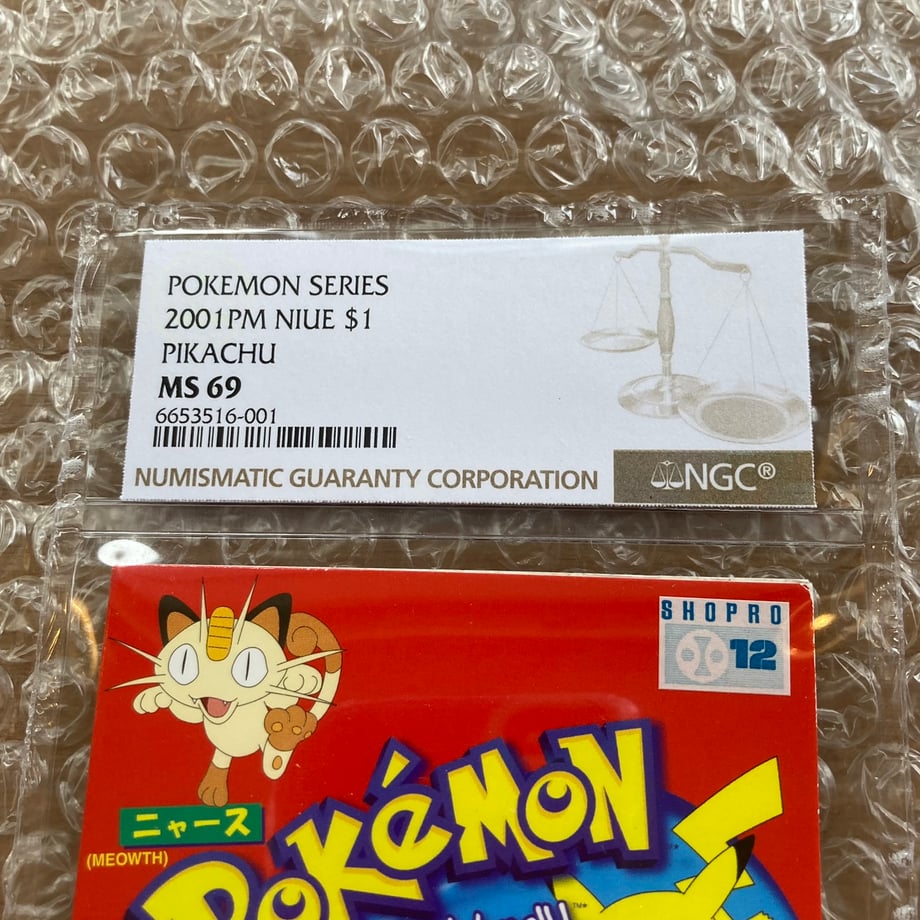 POKEMON SERIES
2001PM NIUE $1
PIKACHU
MS 69
6653516-001
NUMISMATIC GUARANTY CORPORATION
NGC®
SHOPRO
12
ニャース
(MEOWTH)
POKéMON
™